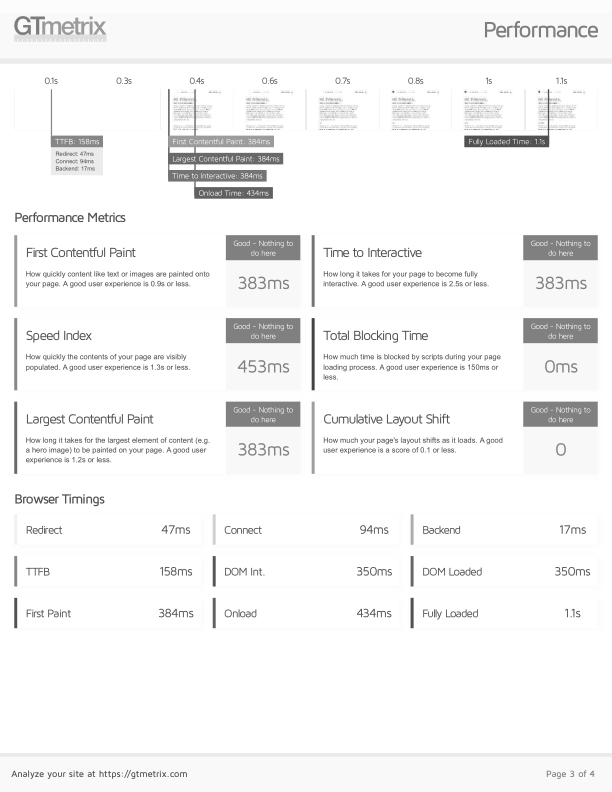 GTmetrix
Performance
0.1s 0.3s 0.4s 0.6s 0.7s 0.8s 1s 1.1s
TTFB: 158ms
Redirect: 47ms
Connect: 94ms
Backend: 17ms
First Contentful Paint: 384ms
Largest Contentful Paint: 384ms
Time to Interactive: 384ms
Onload Time: 434ms
Fully Loaded Time: 1.1s
Performance Metrics
First Contentful Paint
How quickly content like text or images are painted onto
your page. A good user experience is 0.9s or less.
Good - Nothing to
do here
383ms
Time to Interactive
How long it takes for your page to become fully
interactive. A good user experience is 2.5s or less.
Good - Nothing to
do here
383ms
Speed Index
How quickly the contents of your page are visibly
populated. A good user experience is 1.3s or less.
Good - Nothing to
do here
453ms
Total Blocking Time
How much time is blocked by scripts during your page
loading process. A good user experience is 150ms or
less.
Good - Nothing to
do here
0ms
Largest Contentful Paint
How long it takes for the largest element of content (e.g.
a hero image) to be painted on your page. A good user
experience is 1.2s or less.
Good - Nothing to
do here
383ms
Cumulative Layout Shift
How much your page's layout shifts as it loads. A good
user experience is a score of 0.1 or less.
Good - Nothing to
do here
0
Browser Timings
Redirect 47ms
Connect 94ms
Backend 17ms
TTFB 158ms
DOM Int. 350ms
DOM Loaded 350ms
First Paint 384ms
Onload 434ms
Fully Loaded 1.1s
Analyze your site at https://gtmetrix.com
Page 3 of 4